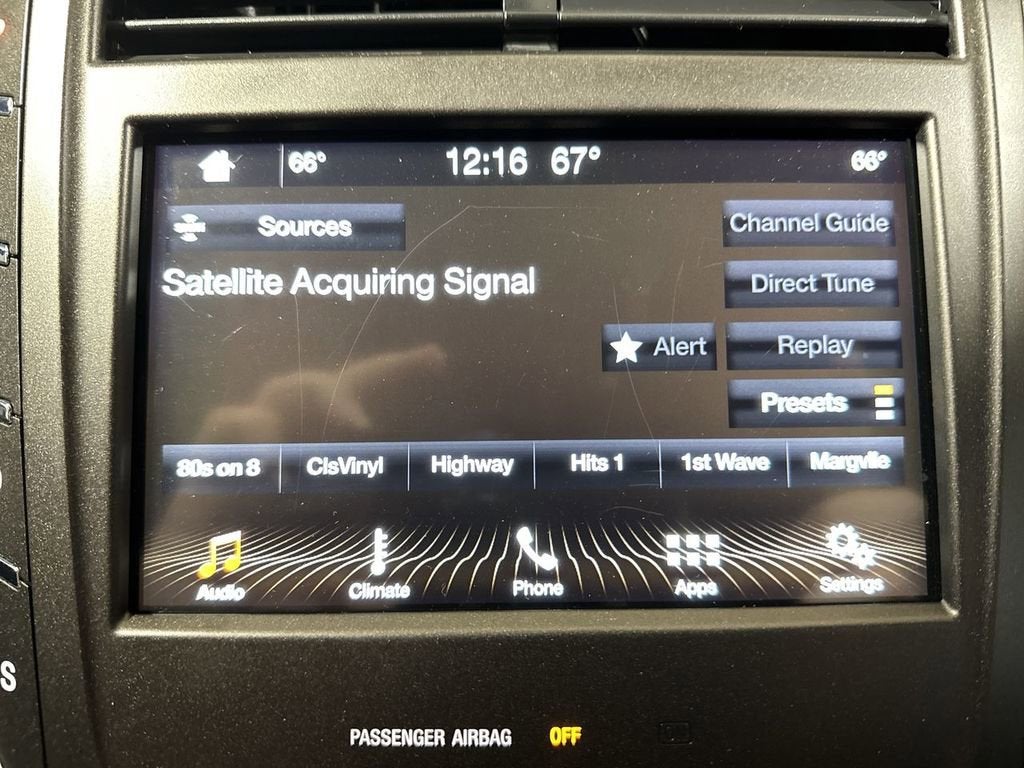 66° 12:16 67° 66°
Sources
Channel Guide
Satellite Acquiring Signal
Direct Tune
Alert
Replay
Presets
80s on 8 ClsVinyl Highway Hits 1 1st Wave Margvlle
Audio Climate Phone Apps Settings
S
PASSENGER AIRBAG OFF